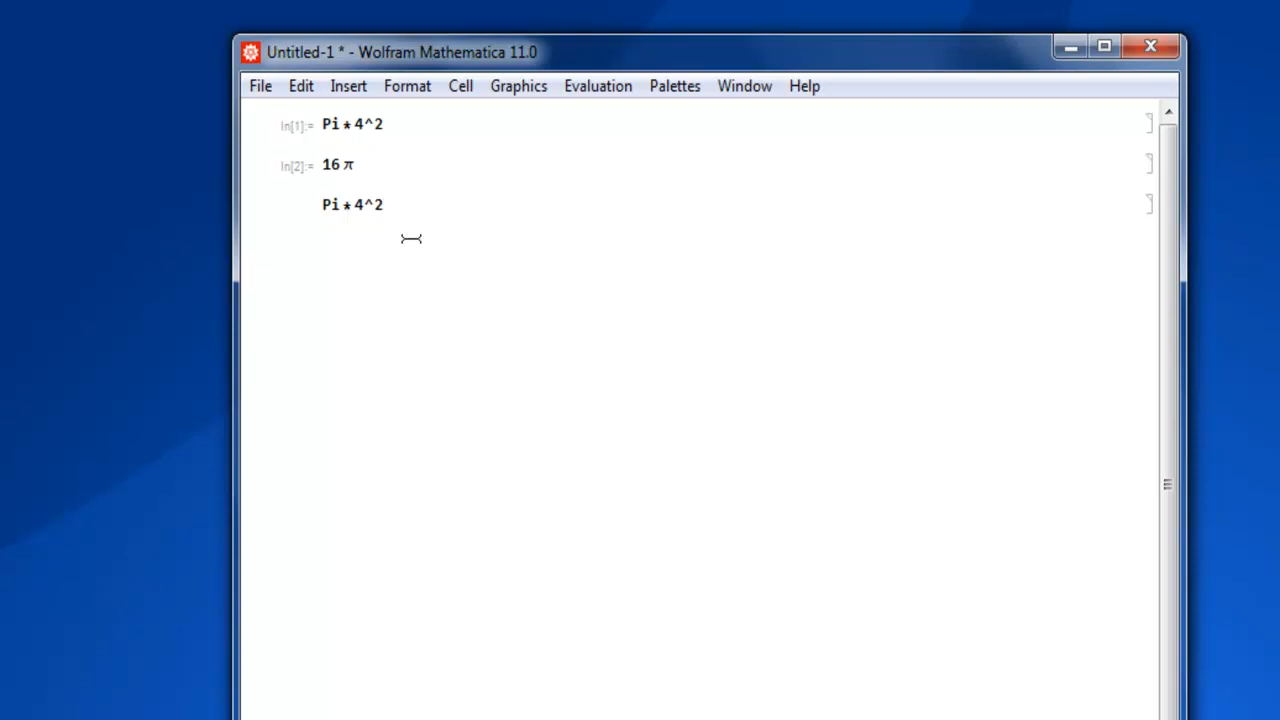 Untitled-1 * - Wolfram Mathematica 11.0
File Edit Insert Format Cell Graphics Evaluation Palettes Window Help
In[1]:= Pi*4^2
In[2]:= 16 π
Pi*4^2